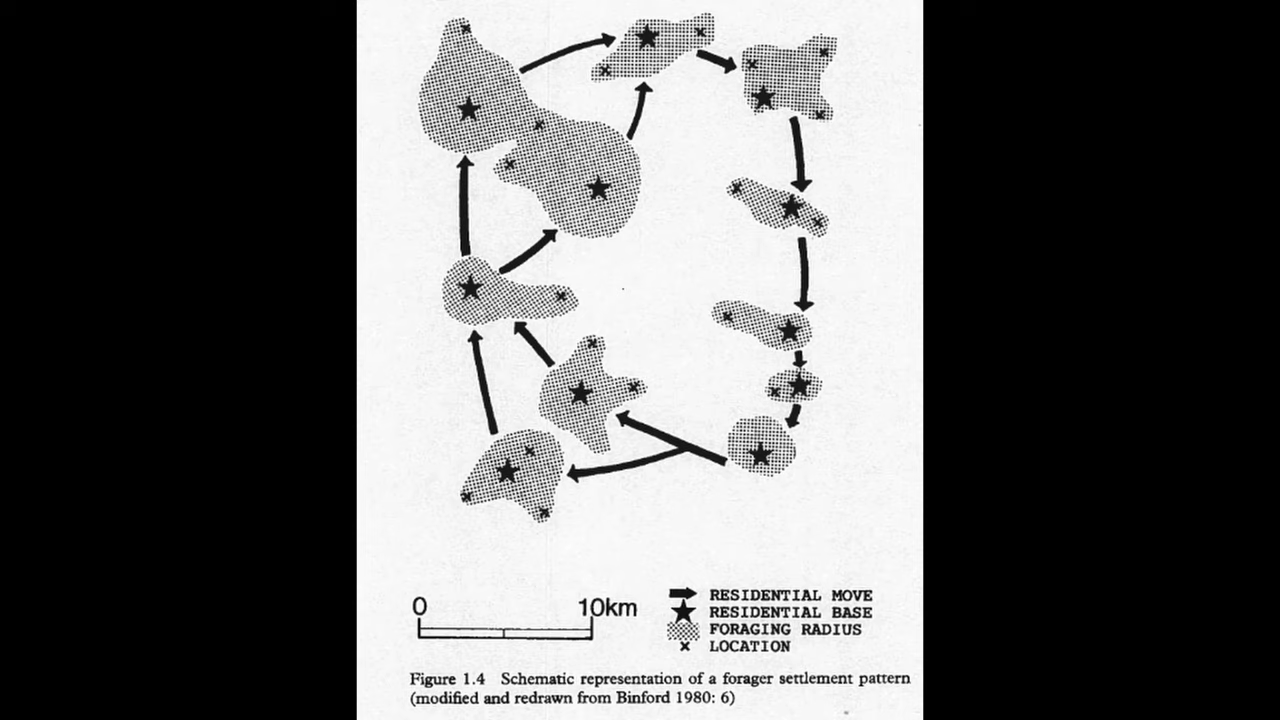 0 10km
RESIDENTIAL MOVE
RESIDENTIAL BASE
FORAGING RADIUS
LOCATION
Figure 1.4 Schematic representation of a forager settlement pattern
(modified and redrawn from Binford 1980: 6)